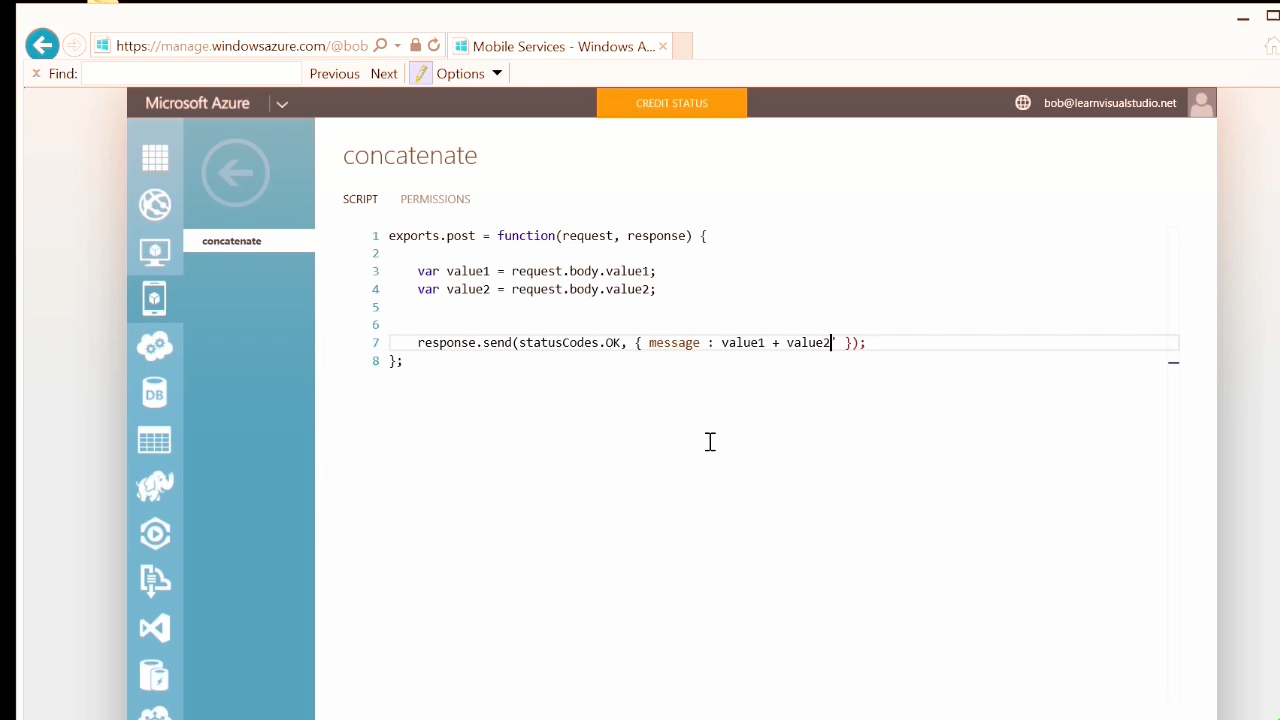 https://manage.windowsazure.com/@bob
Mobile Services - Windows A...
Find:
Previous
Next
Options
Microsoft Azure
CREDIT STATUS
bob@learnvisualstudio.net
concatenate
SCRIPT
PERMISSIONS
concatenate
DB
1 exports.post = function(request, response) {
2
3 var value1 = request.body.value1;
4 var value2 = request.body.value2;
5
6
7 response.send(statusCodes.OK, { message : value1 + value2' });
8 };